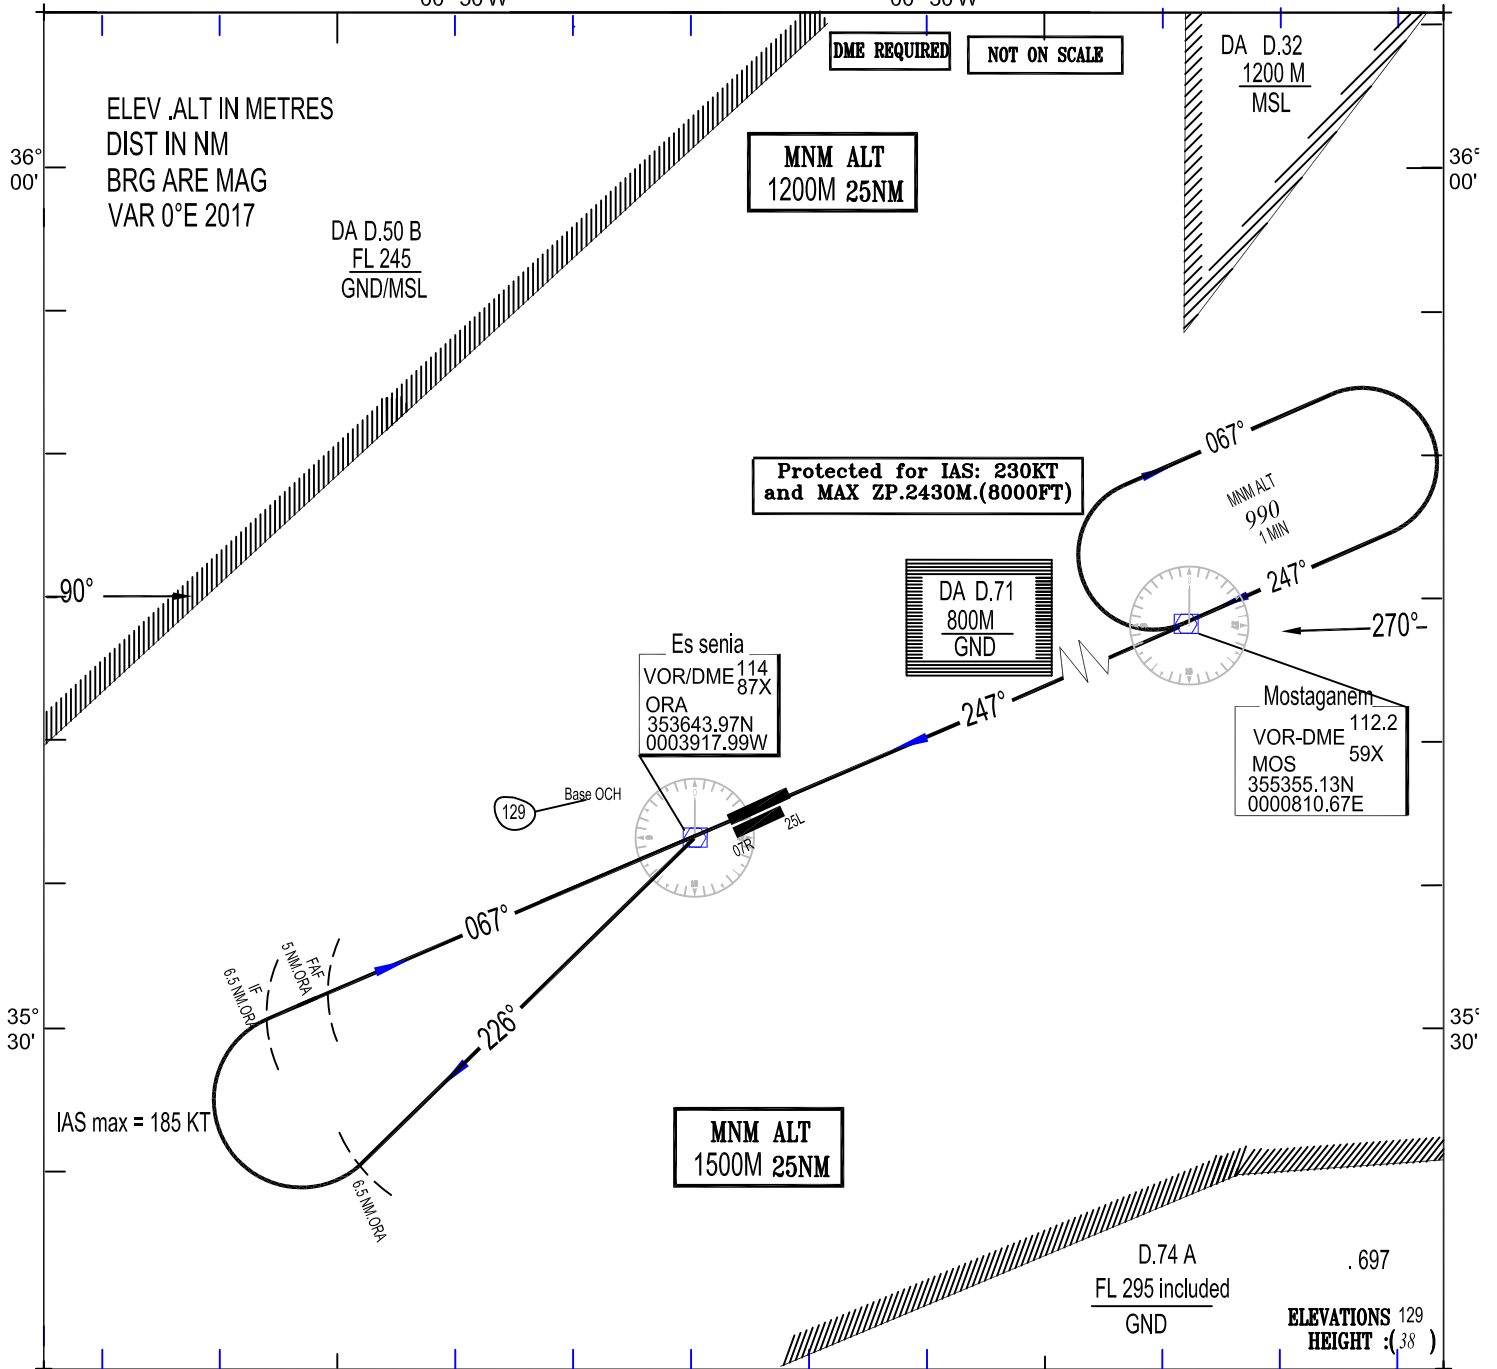 DME REQUIRED
NOT ON SCALE
DA D.32
1200 M
MSL
ELEV .ALT IN METRES
DIST IN NM
BRG ARE MAG
VAR 0°E 2017
36°
00'
MNM ALT
1200M 25NM
36°
00'
DA D.50 B
FL 245
GND/MSL
067°
Protected for IAS: 230KT
and MAX ZP.2430M.(8000FT)
MNM ALT
990
1 MIN
247°
90°
DA D.71
800M
GND
270°
Es senia
VOR/DME 114
87X
ORA
353643.97N
0003917.99W
247°
Mostaganem
112.2
VOR-DME
59X
MOS
355355.13N
0000810.67E
129
Base OCH
07R
25L
067°
FAF
5 NM.ORA
IF
6.5 NM.ORA
35°
30'
226°
35°
30'
IAS max = 185 KT
MNM ALT
1500M 25NM
6.5 NM.ORA
D.74 A
FL 295 included
GND
. 697
ELEVATIONS 129
HEIGHT :( 38 )